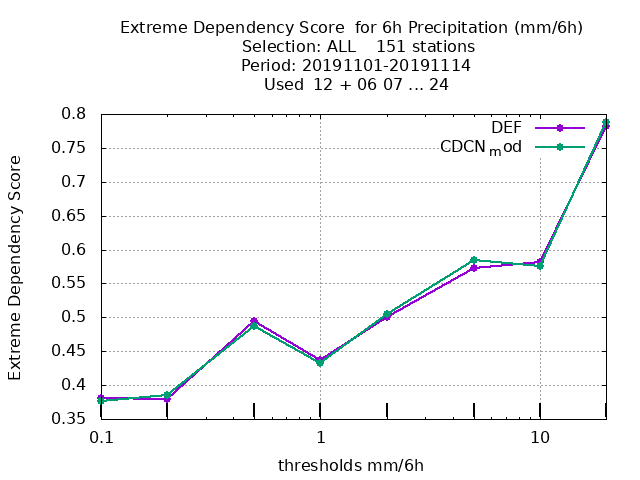 Extreme Dependency Score  for 6h Precipitation (mm/6h)
Selection: ALL    151 stations
Period: 20191101-20191114
Used  12 + 06 07 ... 24
Extreme Dependency Score
0.8
0.75
0.7
0.65
0.6
0.55
0.5
0.45
0.4
0.35
DEF
CDCNmod
0.1
1
10
thresholds mm/6h